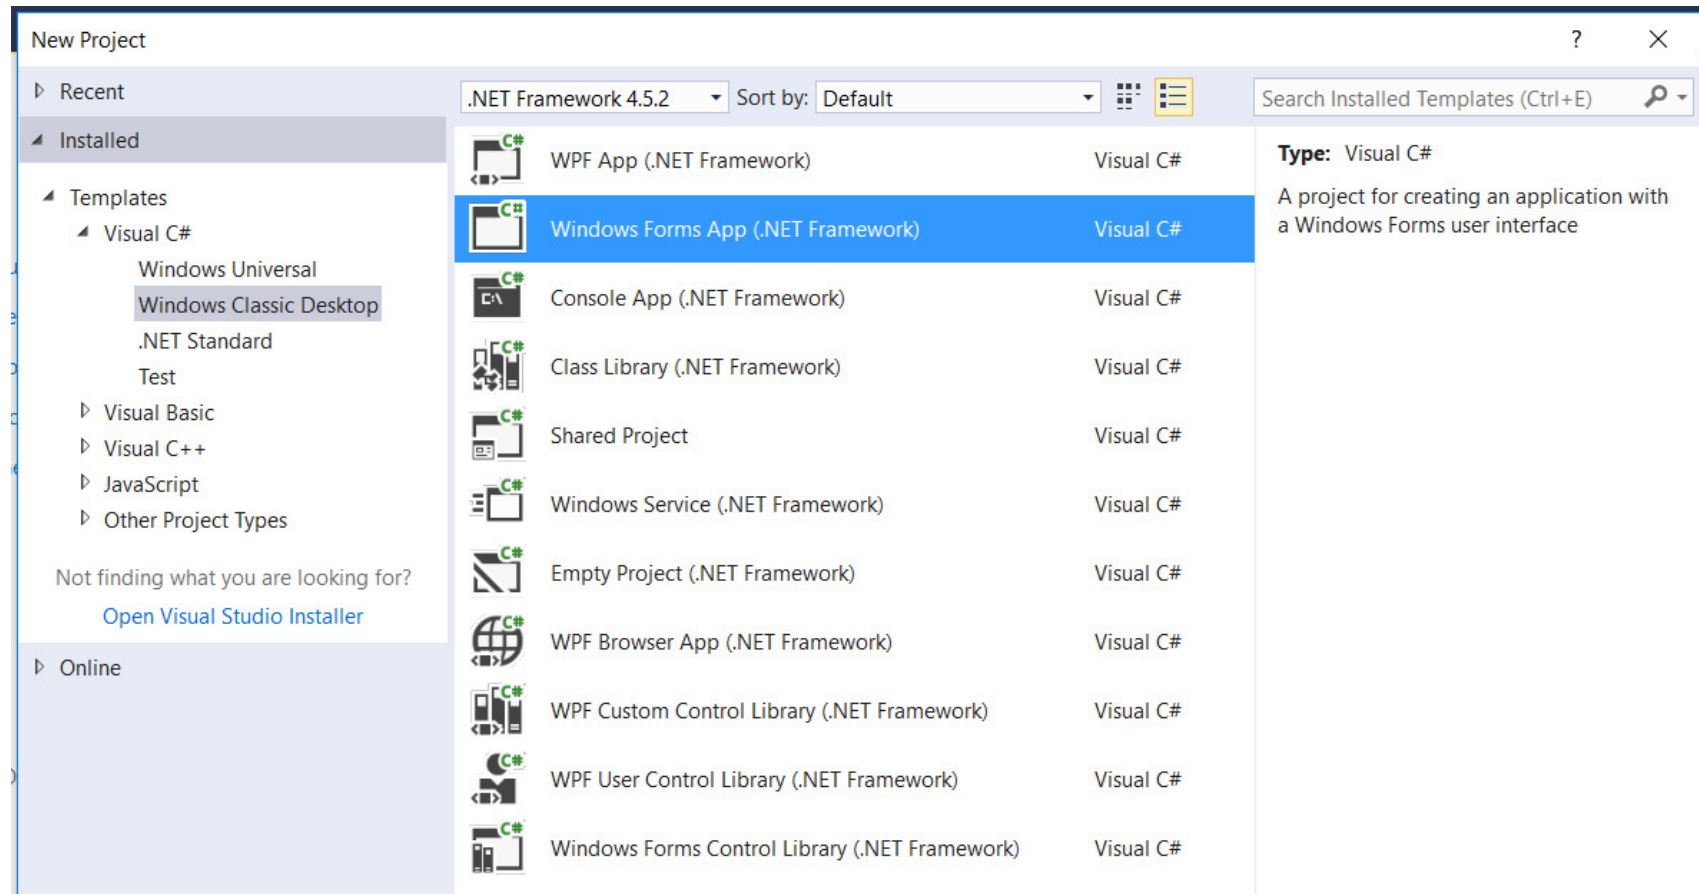 New Project
?
Recent
Installed
Templates
Visual C#
Windows Universal
Windows Classic Desktop
.NET Standard
Test
Visual Basic
Visual C++
JavaScript
Other Project Types
Not finding what you are looking for?
Open Visual Studio Installer
Online
.NET Framework 4.5.2 Sort by: Default
WPF App (.NET Framework) Visual C#
Windows Forms App (.NET Framework) Visual C#
Console App (.NET Framework) Visual C#
Class Library (.NET Framework) Visual C#
Shared Project Visual C#
Windows Service (.NET Framework) Visual C#
Empty Project (.NET Framework) Visual C#
WPF Browser App (.NET Framework) Visual C#
WPF Custom Control Library (.NET Framework) Visual C#
WPF User Control Library (.NET Framework) Visual C#
Windows Forms Control Library (.NET Framework) Visual C#
Search Installed Templates (Ctrl+E)
Type: Visual C#
A project for creating an application with
a Windows Forms user interface